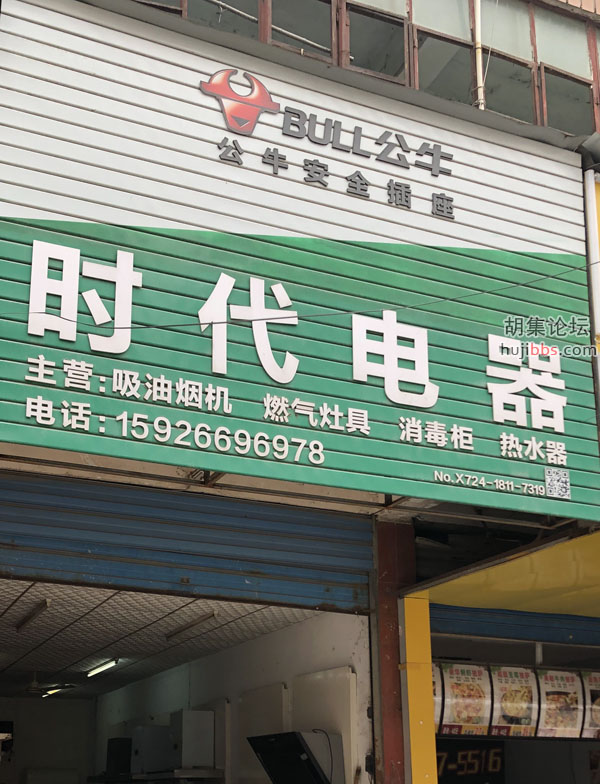 BULL公牛
公牛安全插座
时代电器
胡集论坛
hujibbs.com
主营:吸油烟机 燃气灶具 消毒柜 热水器
电话:15926696978
No.X724-1811-7319
7-5516